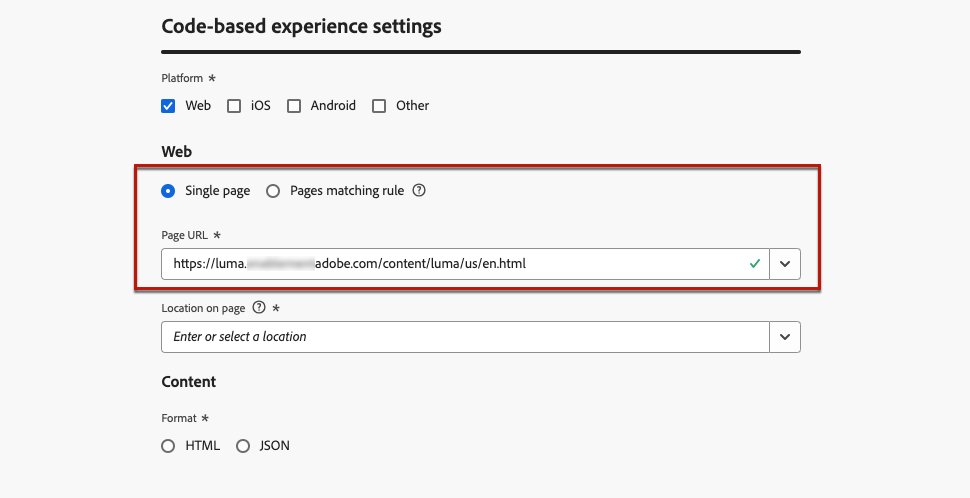 Code-based experience settings
Platform *
Web iOS Android Other
Web
Single page Pages matching rule ?
Page URL *
https://luma. adobe.com/content/luma/us/en.html
Location on page ? *
Enter or select a location
Content
Format *
HTML JSON